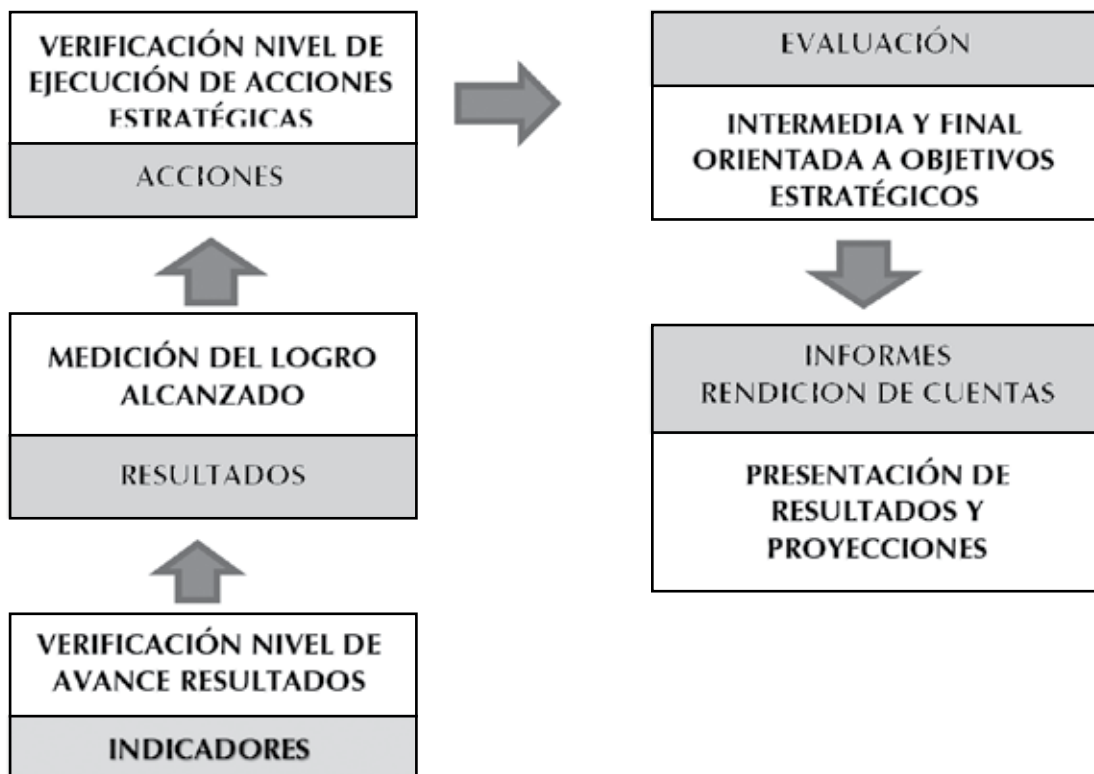 VERIFICACIÓN NIVEL DE
EJECUCIÓN DE ACCIONES
ESTRATÉGICAS
ACCIONES
MEDICIÓN DEL LOGRO
ALCANZADO
RESULTADOS
VERIFICACIÓN NIVEL DE
AVANCE RESULTADOS
INDICADORES
EVALUACIÓN
INTERMEDIA Y FINAL
ORIENTADA A OBJETIVOS
ESTRATÉGICOS
INFORMES
RENDICION DE CUENTAS
PRESENTACIÓN DE
RESULTADOS Y
PROYECCIONES